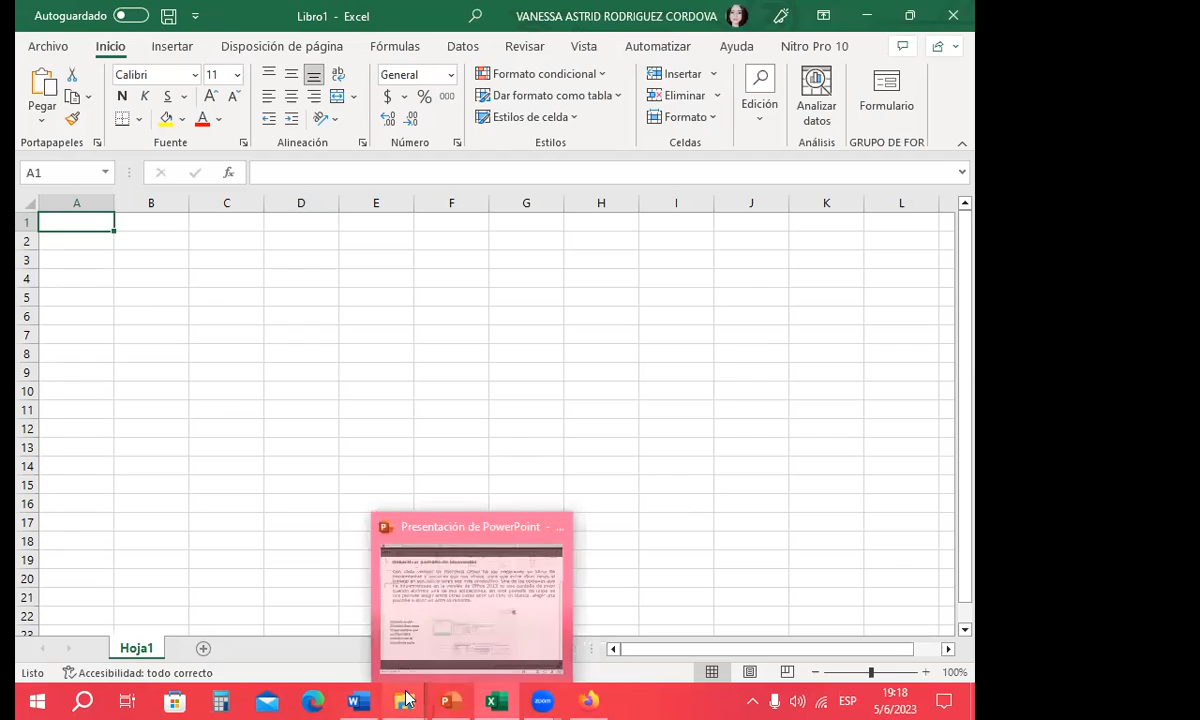 Autoguardado
Libro1 - Excel
VANESSA ASTRID RODRIGUEZ CORDOVA
Archivo Inicio Insertar Disposición de página Fórmulas Datos Revisar Vista Automatizar Ayuda Nitro Pro 10
Pegar
Portapapeles
Calibri 11
N K S A A
A
Fuente
ab
Alineación
General
$ % 000
Número
Formato condicional
Dar formato como tabla
Estilos de celda
Estilos
Insertar
Eliminar
Formato
Celdas
Edición
Analizar
datos
Análisis
Formulario
GRUPO DE FOR
A1 fx
A B C D E F G H I J K L
1
2
3
4
5
6
7
8
9
10
11
12
13
14
15
16
17
18
19
20
21
22
23
Presentación de PowerPoint - ...
Hoja1
Listo Accesibilidad: todo correcto 100%
zoom
ESP
19:18
5/6/2023